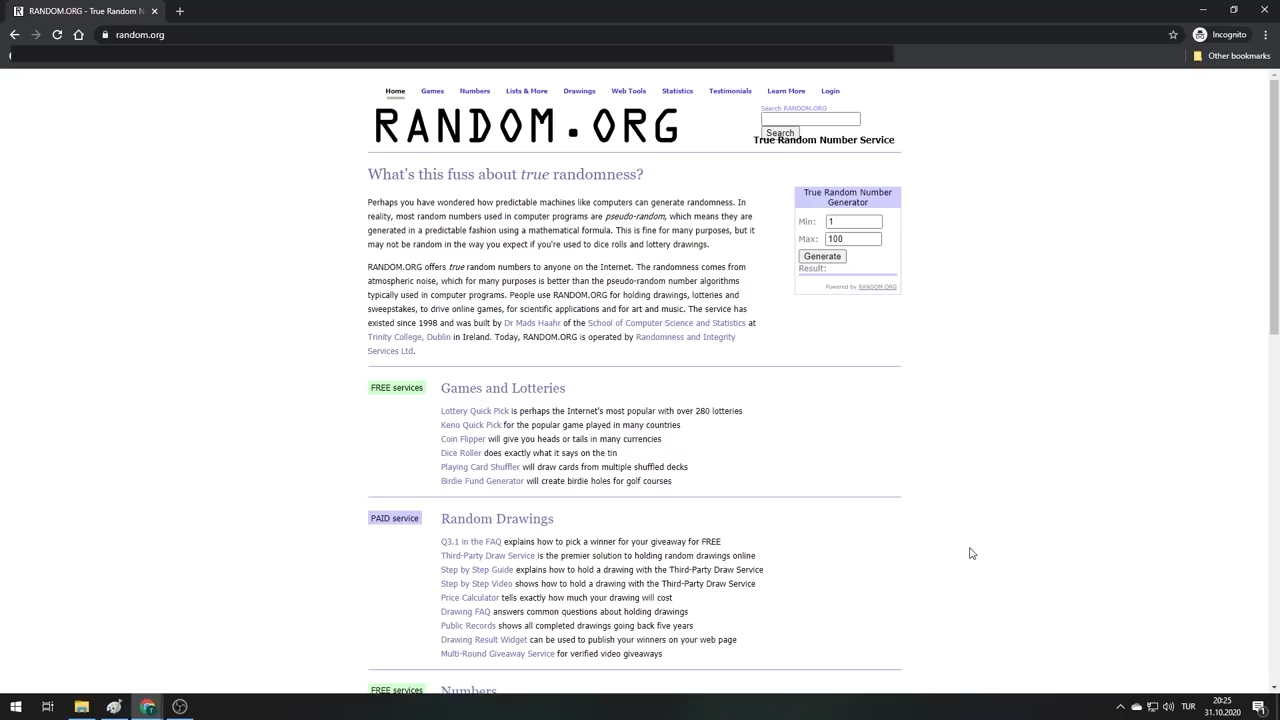 RANDOM.ORG - True Random Nu
random.org
Incognito
Other bookmarks
Home Games Numbers Lists & More Drawings Web Tools Statistics Testimonials Learn More Login
RANDOM.ORG
Search RANDOM.ORG
Search
True Random Number Service
What's this fuss about true randomness?
Perhaps you have wondered how predictable machines like computers can generate randomness. In
reality, most random numbers used in computer programs are pseudo-random, which means they are
generated in a predictable fashion using a mathematical formula. This is fine for many purposes, but it
may not be random in the way you expect if you're used to dice rolls and lottery drawings.
RANDOM.ORG offers true random numbers to anyone on the Internet. The randomness comes from
atmospheric noise, which for many purposes is better than the pseudo-random number algorithms
typically used in computer programs. People use RANDOM.ORG for holding drawings, lotteries and
sweepstakes, to drive online games, for scientific applications and for art and music. The service has
existed since 1998 and was built by Dr Mads Haahr of the School of Computer Science and Statistics at
Trinity College, Dublin in Ireland. Today, RANDOM.ORG is operated by Randomness and Integrity
Services Ltd.
True Random Number
Generator
Min: 1
Max: 100
Generate
Result:
Powered by RANDOM.ORG
FREE services
Games and Lotteries
Lottery Quick Pick is perhaps the Internet's most popular with over 280 lotteries
Keno Quick Pick for the popular game played in many countries
Coin Flipper will give you heads or tails in many currencies
Dice Roller does exactly what it says on the tin
Playing Card Shuffler will draw cards from multiple shuffled decks
Birdie Fund Generator will create birdie holes for golf courses
PAID service
Random Drawings
Q3.1 in the FAQ explains how to pick a winner for your giveaway for FREE
Third-Party Draw Service is the premier solution to holding random drawings online
Step by Step Guide explains how to hold a drawing with the Third-Party Draw Service
Step by Step Video shows how to hold a drawing with the Third-Party Draw Service
Price Calculator tells exactly how much your drawing will cost
Drawing FAQ answers common questions about holding drawings
Public Records shows all completed drawings going back five years
Drawing Result Widget can be used to publish your winners on your web page
Multi-Round Giveaway Service for verified video giveaways
FREE services
Numbers
TUR
20:25
31.10.2020